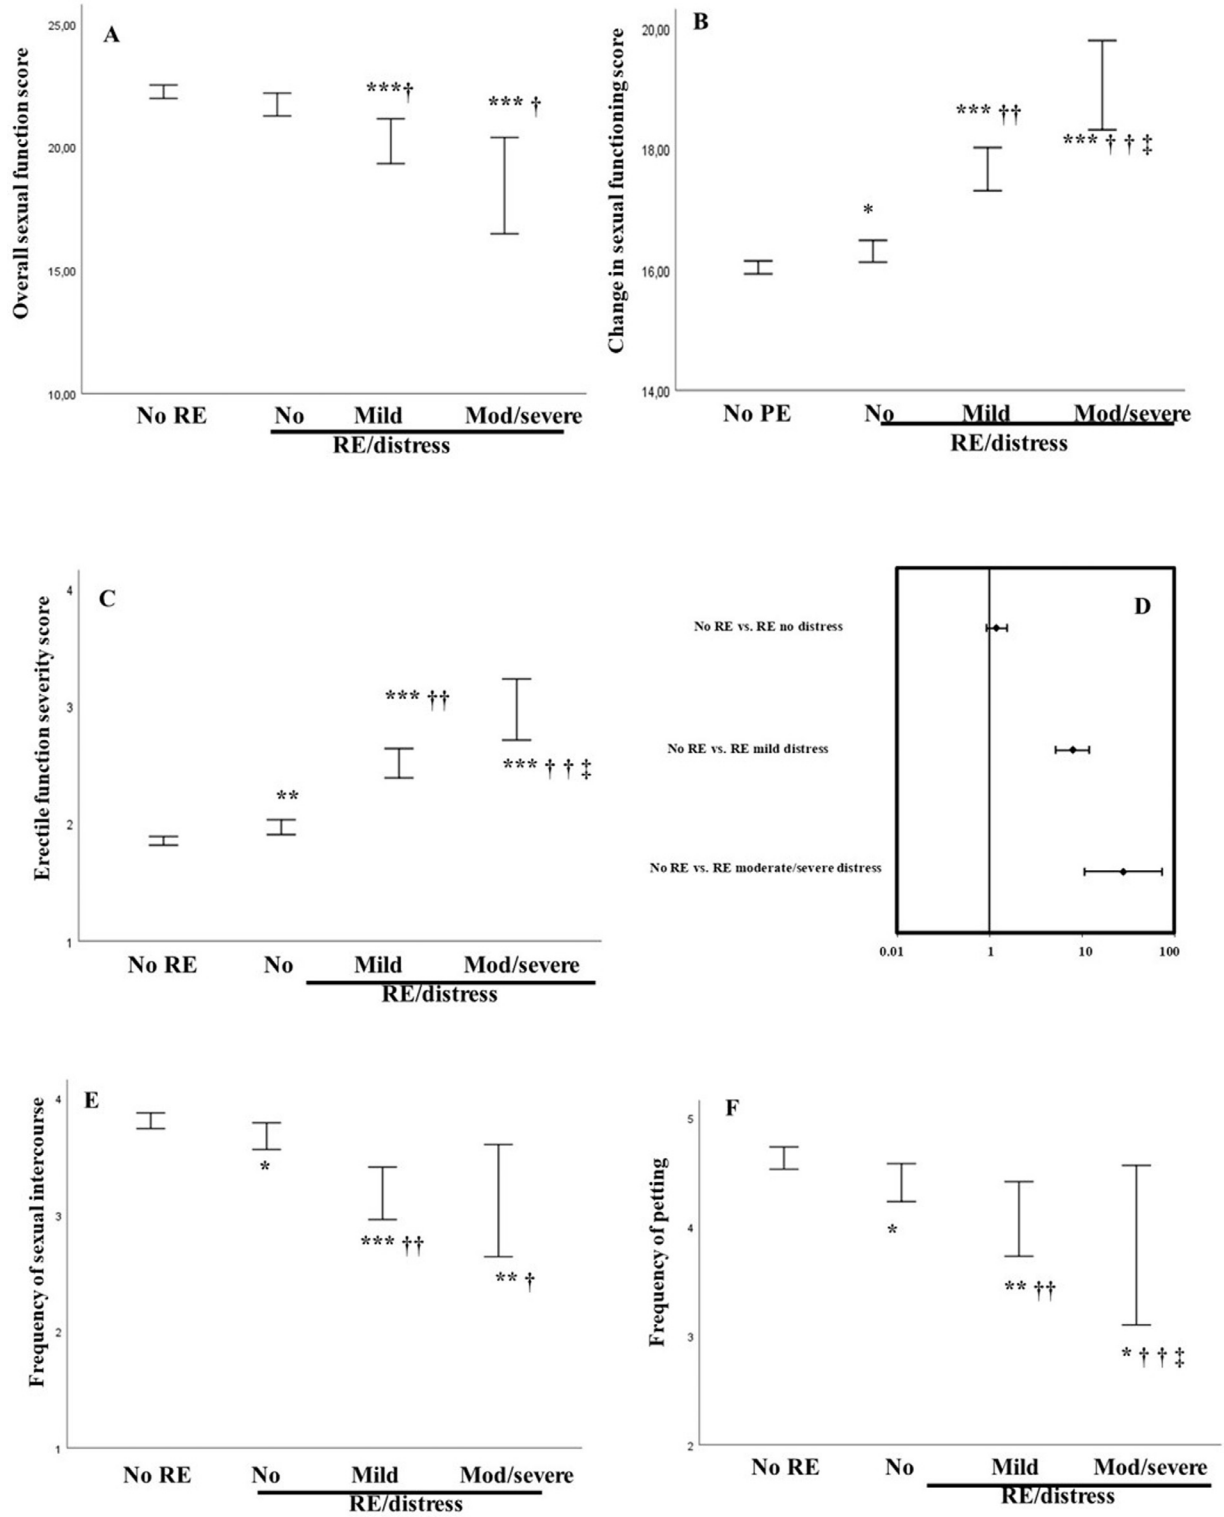 A
Overall sexual function score
25,00
20,00
15,00
10,00
***†
*** †
No RE No Mild Mod/severe
RE/distress
B
Change in sexual functioning score
20,00
18,00
16,00
14,00
*
*** ††
*** † † ‡
No PE No Mild Mod/severe
RE/distress
C
Erectile function severity score
4
3
2
1
**
*** ††
*** † † ‡
No RE No Mild Mod/severe
RE/distress
D
No RE vs. RE no distress
No RE vs. RE mild distress
No RE vs. RE moderate/severe distress
0.01 1 10 100
E
Frequency of sexual intercourse
4
3
2
1
*
*** ††
** †
No RE No Mild Mod/severe
RE/distress
F
Frequency of petting
5
4
3
2
*
** ††
* † † ‡
No RE No Mild Mod/severe
RE/distress